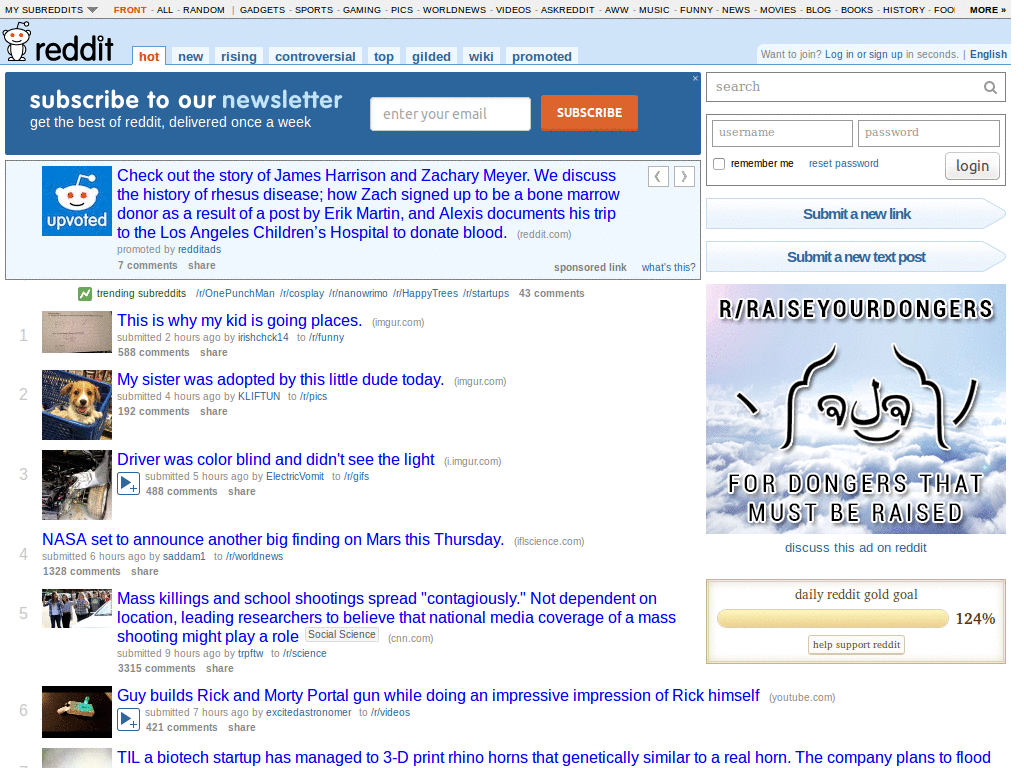 MY SUBREDDITS FRONT - ALL - RANDOM | GADGETS - SPORTS - GAMING - PICS - WORLDNEWS - VIDEOS - ASKREDDIT - AWW - MUSIC - FUNNY - NEWS - MOVIES - BLOG - BOOKS - HISTORY - FOO MORE »
reddit hot new rising controversial top gilded wiki promoted
Want to join? Log in or sign up in seconds. | English
subscribe to our newsletter
get the best of reddit, delivered once a week
enter your email
SUBSCRIBE
×
search
username password
remember me reset password login
Submit a new link
Submit a new text post
upvoted
Check out the story of James Harrison and Zachary Meyer. We discuss
the history of rhesus disease; how Zach signed up to be a bone marrow
donor as a result of a post by Erik Martin, and Alexis documents his trip
to the Los Angeles Children's Hospital to donate blood. (reddit.com)
promoted by redditads
7 comments share
sponsored link what's this?
trending subreddits /r/OnePunchMan /r/cosplay /r/nanowrimo /r/HappyTrees /r/startups 43 comments
1
This is why my kid is going places. (imgur.com)
submitted 2 hours ago by irishchck14 to /r/funny
588 comments share
2
My sister was adopted by this little dude today. (imgur.com)
submitted 4 hours ago by KLIFTUN to /r/pics
192 comments share
3
Driver was color blind and didn't see the light (i.imgur.com)
submitted 5 hours ago by ElectricVomit to /r/gifs
488 comments share
4
NASA set to announce another big finding on Mars this Thursday. (iflscience.com)
submitted 6 hours ago by saddam1 to /r/worldnews
1328 comments share
5
Mass killings and school shootings spread "contagiously." Not dependent on
location, leading researchers to believe that national media coverage of a mass
shooting might play a role Social Science (cnn.com)
submitted 9 hours ago by trpftw to /r/science
3315 comments share
6
Guy builds Rick and Morty Portal gun while doing an impressive impression of Rick himself (youtube.com)
submitted 7 hours ago by excitedastronomer to /r/videos
421 comments share
TIL a biotech startup has managed to 3-D print rhino horns that genetically similar to a real horn. The company plans to flood
R/RAISEYOURDONGERS
FOR DONGERS THAT
MUST BE RAISED
discuss this ad on reddit
daily reddit gold goal
124%
help support reddit